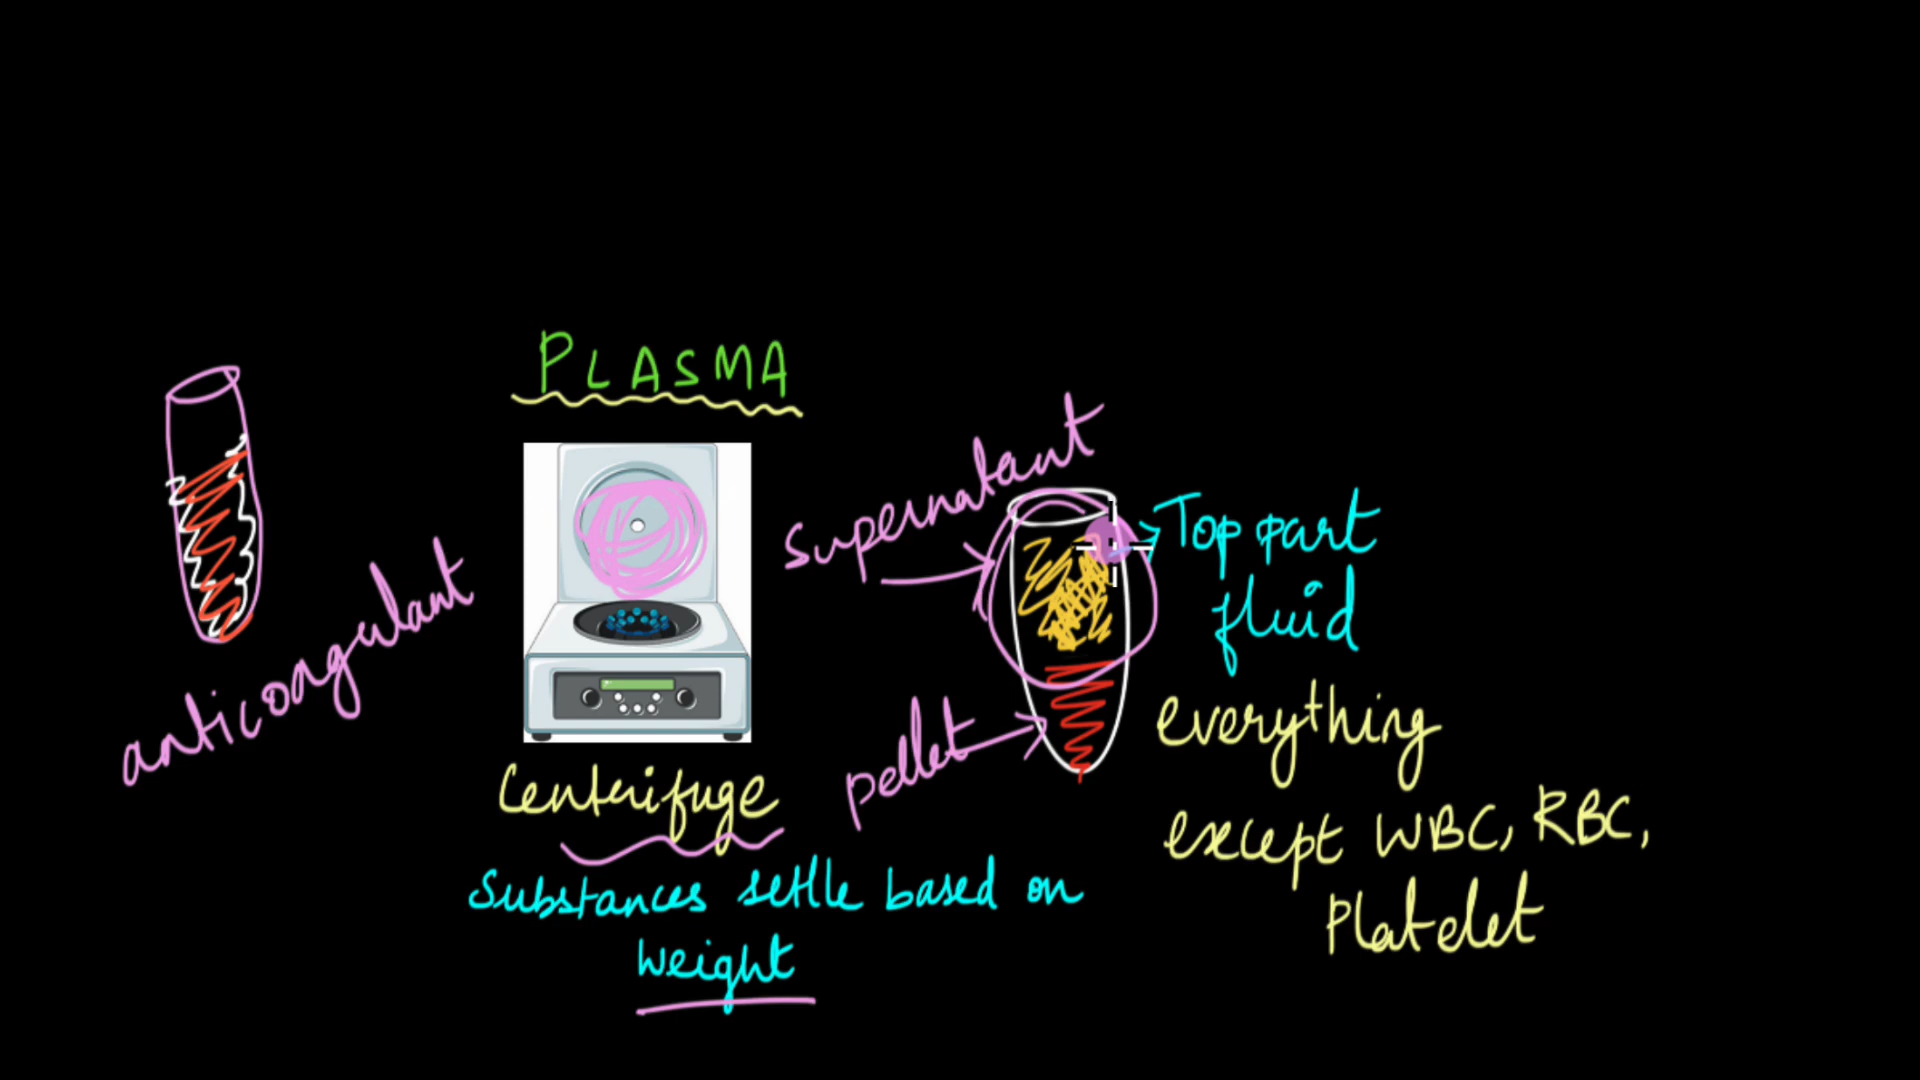 PLASMA
anticoagulant
Centrifuge
Substances settle based on
Weight
Supernatant
pellet
Top part
fluid
everything
except WBC, RBC,
Platelet